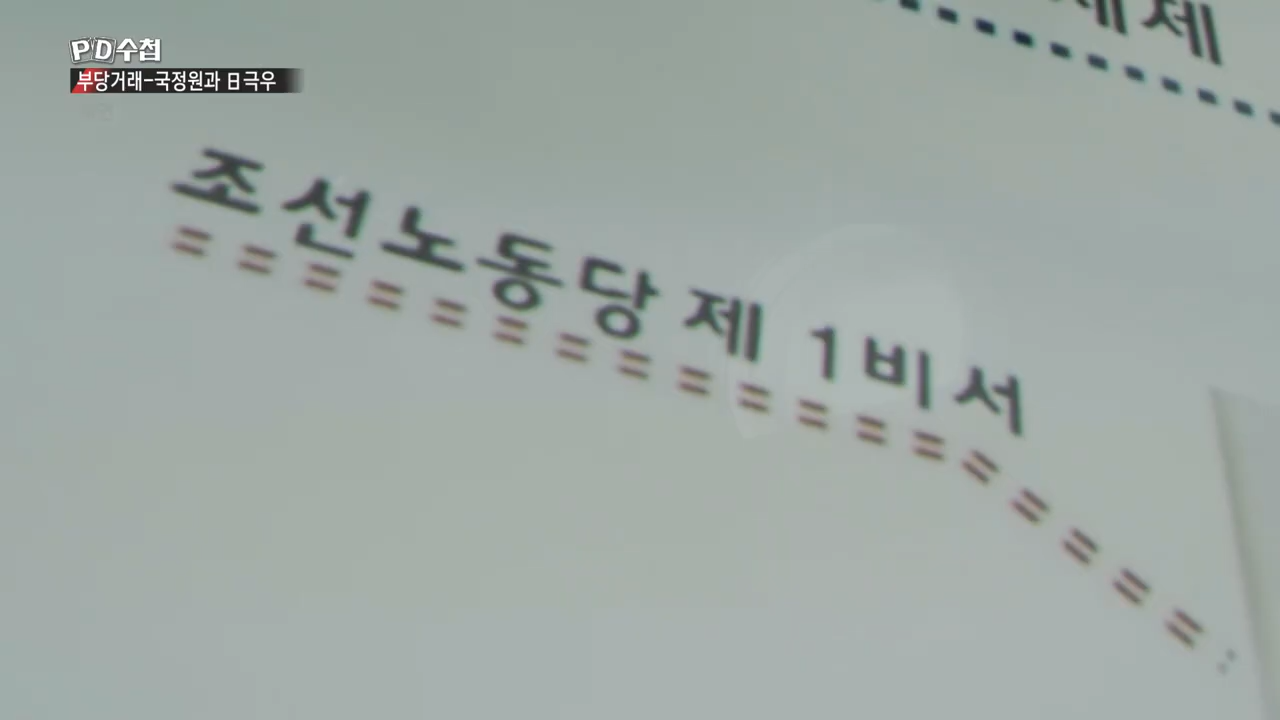 PD수첩
부당거래-국정원과 日극우
조선노동당 제 1비서